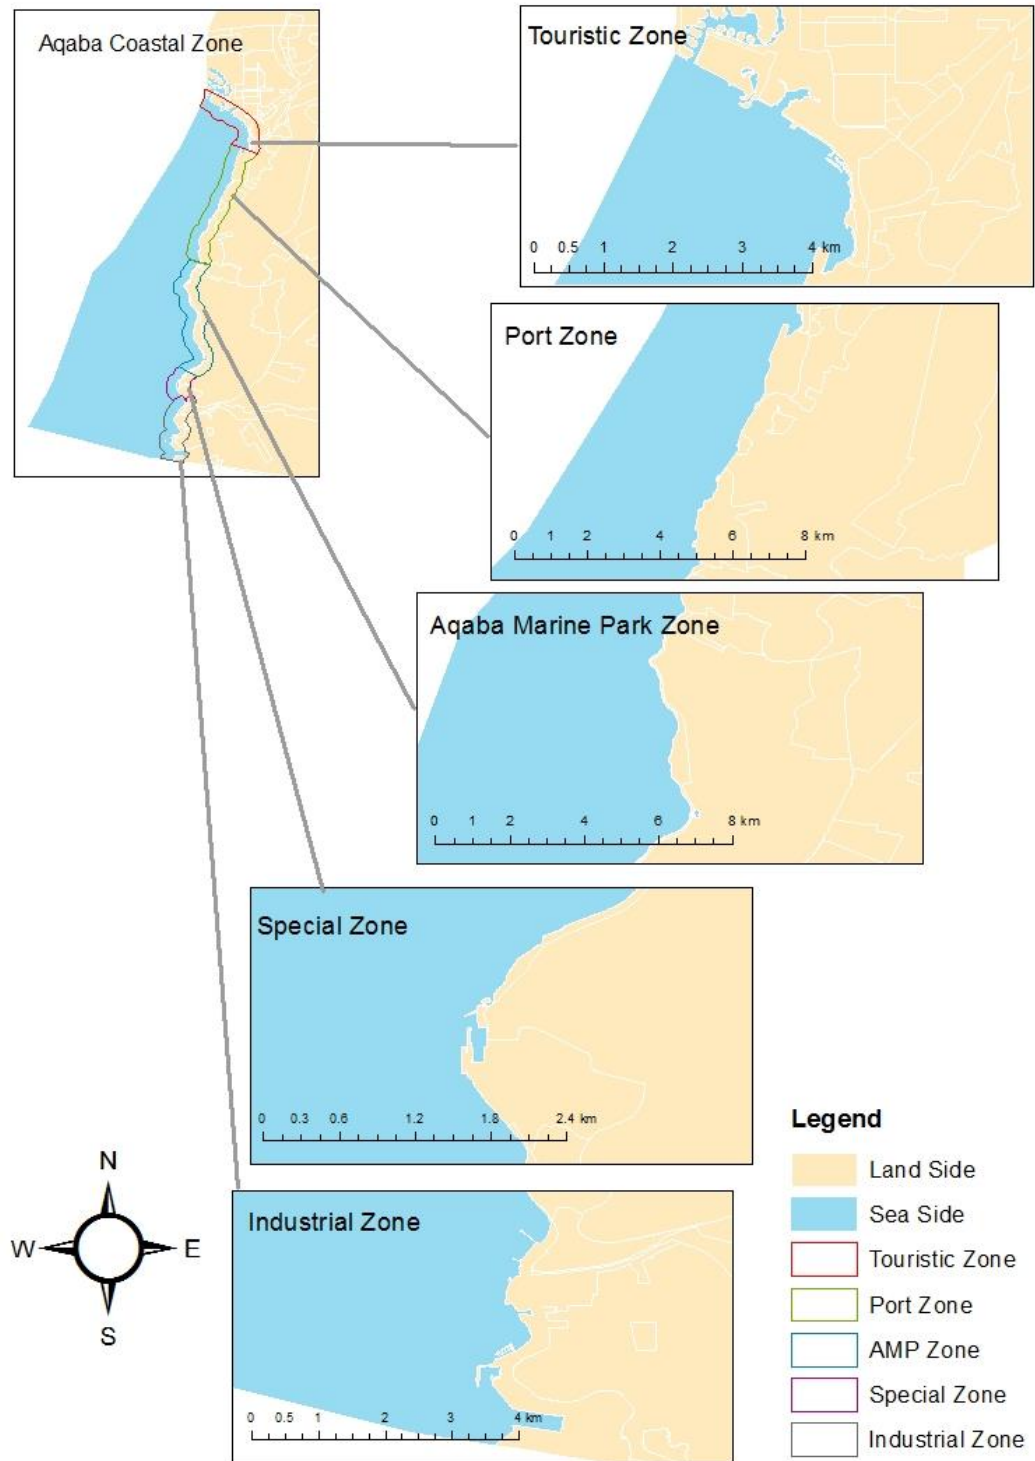 Aqaba Coastal Zone
Touristic Zone
0 0.5 1 2 3 4 km
Port Zone
0 1 2 4 6 8 km
Aqaba Marine Park Zone
0 1 2 4 6 8 km
Special Zone
0 0.3 0.6 1.2 1.8 2.4 km
Industrial Zone
0 0.5 1 2 3 4 km
N
W E
S
Legend
Land Side
Sea Side
Touristic Zone
Port Zone
AMP Zone
Special Zone
Industrial Zone